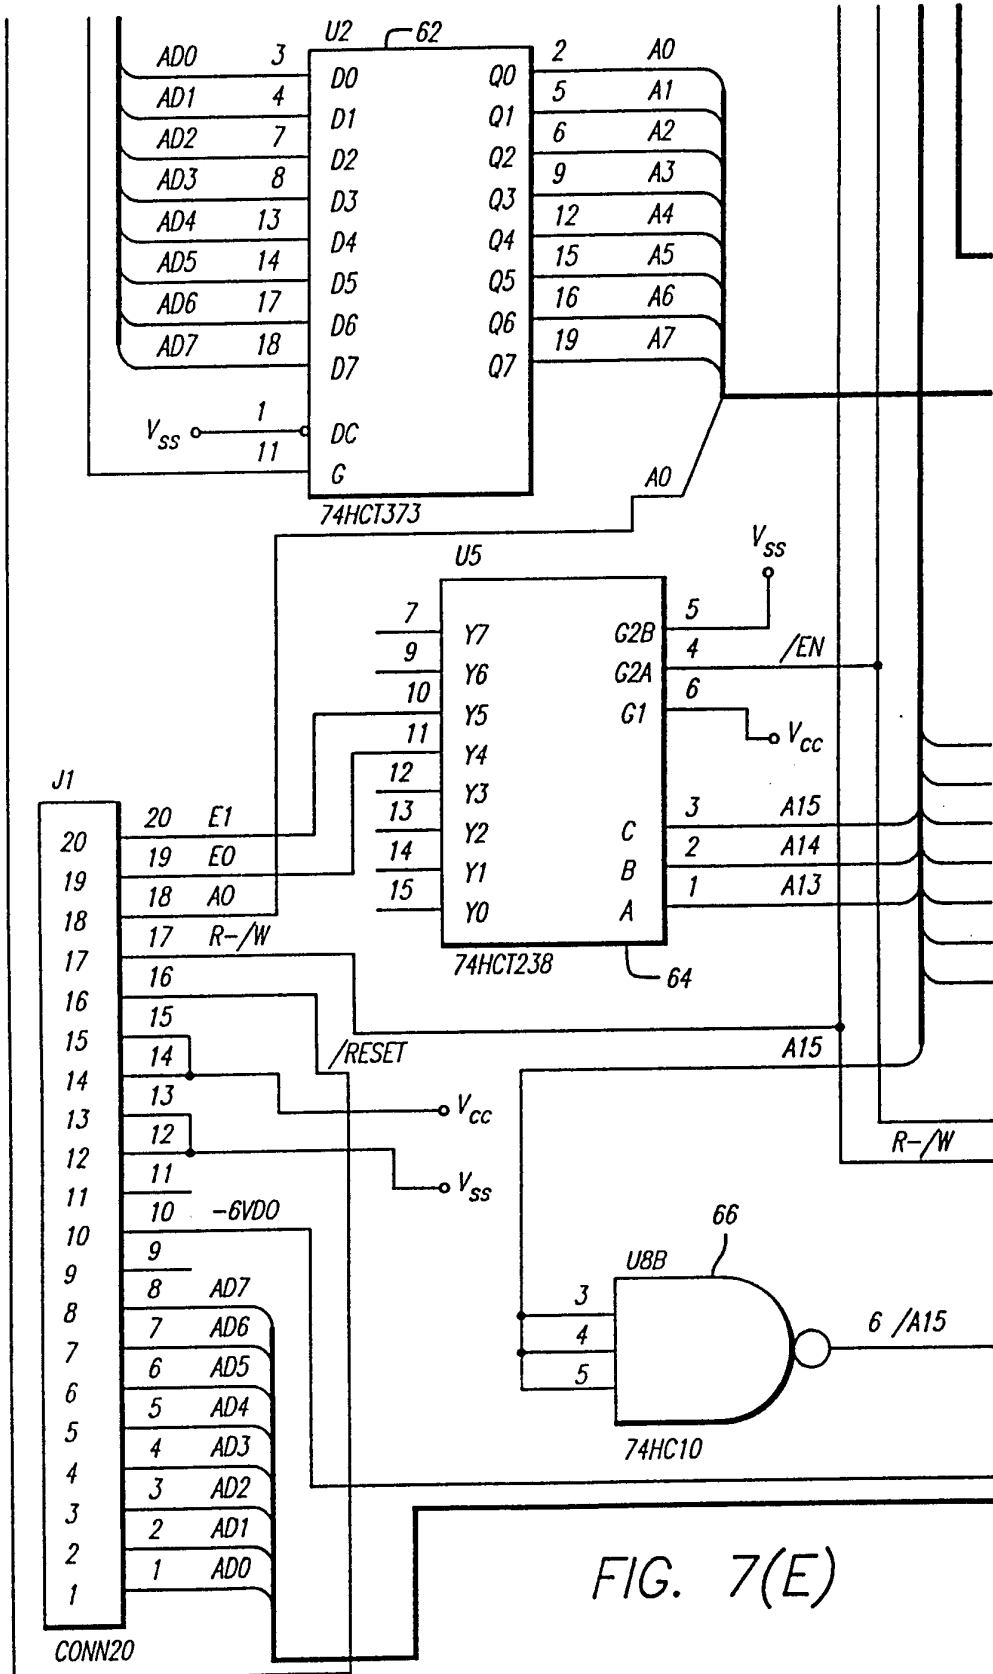 U2 62
AD0 3 D0 Q0 2 A0
AD1 4 D1 Q1 5 A1
AD2 7 D2 Q2 6 A2
AD3 8 D3 Q3 9 A3
AD4 13 D4 Q4 12 A4
AD5 14 D5 Q5 15 A5
AD6 17 D6 Q6 16 A6
AD7 18 D7 Q7 19 A7
Vss 1 DC
11 G
A0
74HCT373
U5
Vss
7 Y7 G2B 5
9 Y6 G2A 4 /EN
10 Y5 G1 6
Vcc
11 Y4
12 Y3
13 Y2 C 3 A15
14 Y1 B 2 A14
15 Y0 A 1 A13
74HCT238 64
J1
20 20 E1
19 19 E0
18 18 A0
17 17 R-/W
16 16
/RESET
15 15
14 14
Vcc
13 13
12 12
Vss
11 11
10 10 -6VDO
9 9
8 8 AD7
7 7 AD6
6 6 AD5
5 5 AD4
4 4 AD3
3 3 AD2
2 2 AD1
1 1 AD0
CONN20
A15
R-/W
66
U8B
3
4
5
6 /A15
74HC10
FIG. 7(E)